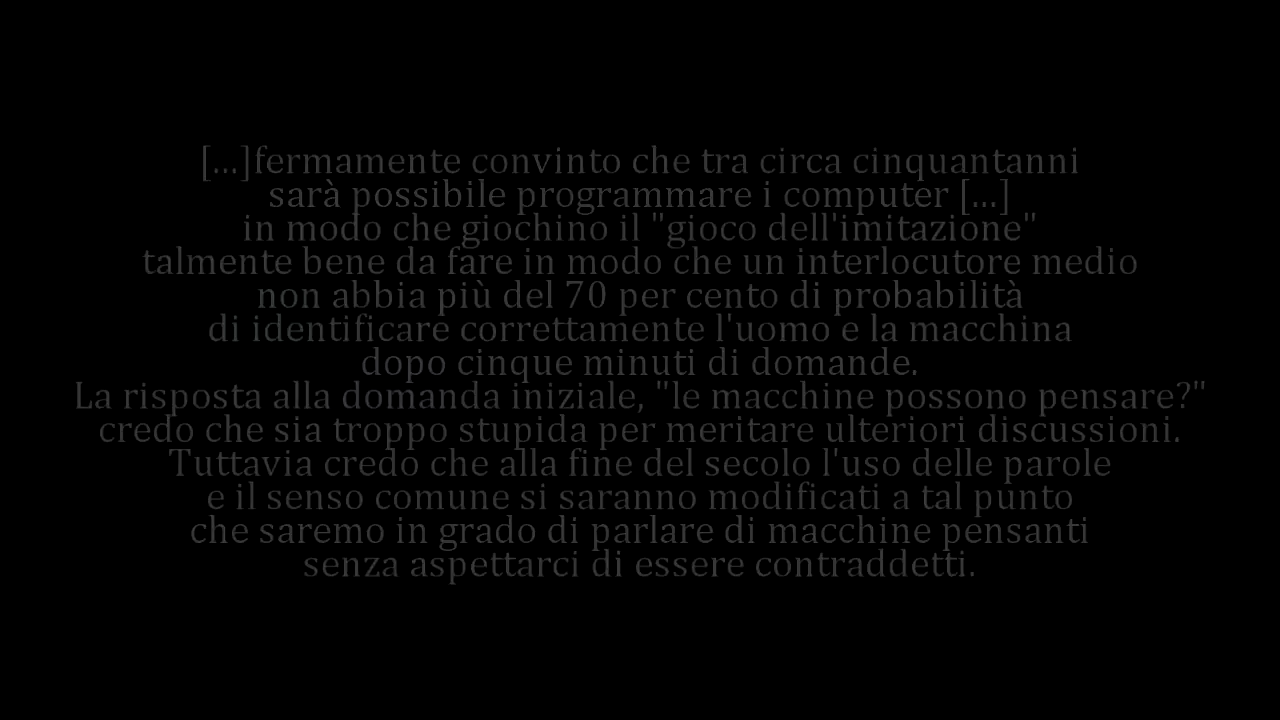 [...]fermamente convinto che tra circa cinquantanni
sarà possibile programmare i computer [...]
in modo che giochino il "gioco dell'imitazione"
talmente bene da fare in modo che un interlocutore medio
non abbia più del 70 per cento di probabilità
di identificare correttamente l'uomo e la macchina
dopo cinque minuti di domande.
La risposta alla domanda iniziale, "le macchine possono pensare?"
credo che sia troppo stupida per meritare ulteriori discussioni.
Tuttavia credo che alla fine del secolo l'uso delle parole
e il senso comune si saranno modificati a tal punto
che saremo in grado di parlare di macchine pensanti
senza aspettarci di essere contraddetti.